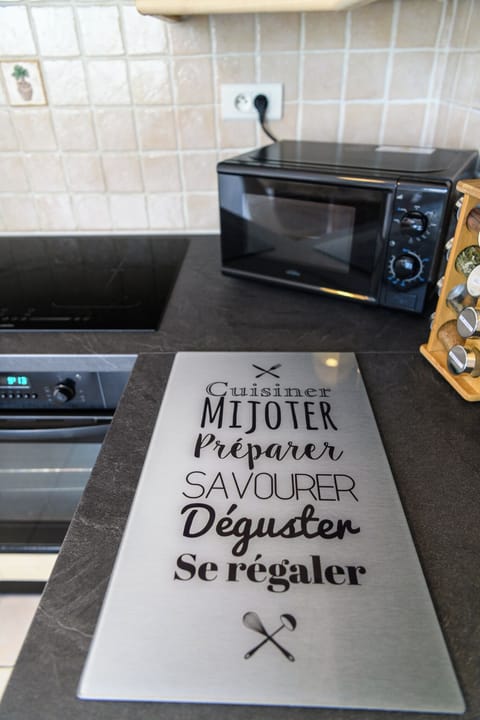 Cuisiner
MIJOTER
Préparer
SAVOURER
Déguster
Se régaler